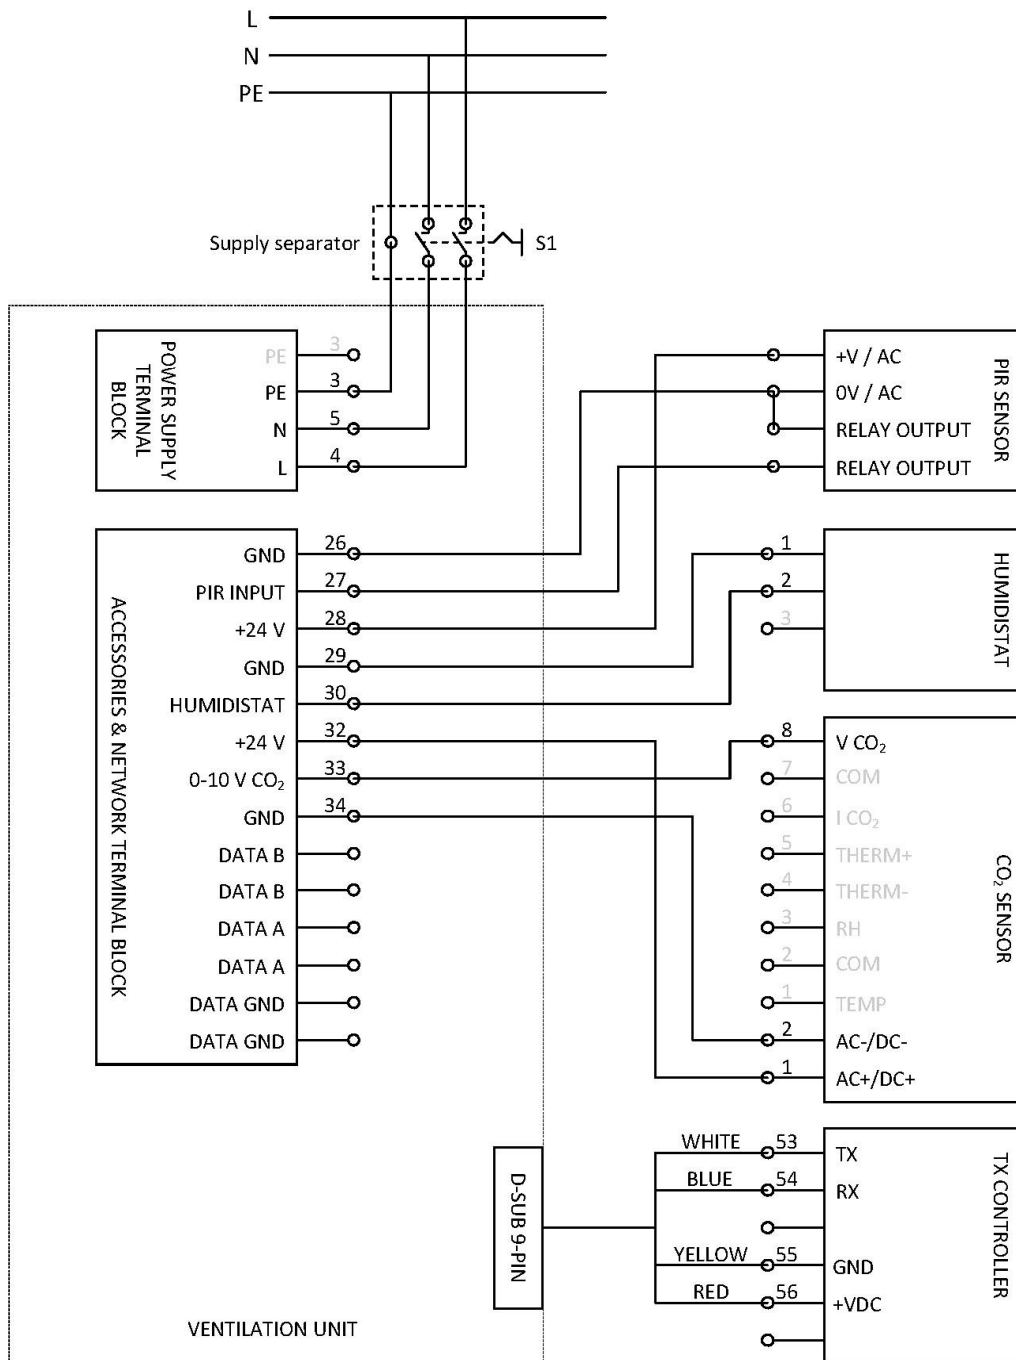 L
N
PE
Supply separator
S1
POWER SUPPLY
TERMINAL
BLOCK
PE 3
PE 3
N 5
L 4
+V / AC
0V / AC
RELAY OUTPUT
RELAY OUTPUT
PIR SENSOR
ACCESSORIES & NETWORK TERMINAL BLOCK
GND 26
PIR INPUT 27
+24 V 28
GND 29
HUMIDISTAT 30
+24 V 32
0-10 V CO₂ 33
GND 34
DATA B
DATA B
DATA A
DATA A
DATA GND
DATA GND
1
2
3
HUMIDISTAT
8 V CO₂
7 COM
6 I CO₂
5 THERM+
4 THERM-
3 RH
2 COM
1 TEMP
2 AC-/DC-
1 AC+/DC+
CO₂ SENSOR
D-SUB 9-PIN
WHITE 53 TX
BLUE 54 RX
YELLOW 55 GND
RED 56 +VDC
TX CONTROLLER
VENTILATION UNIT